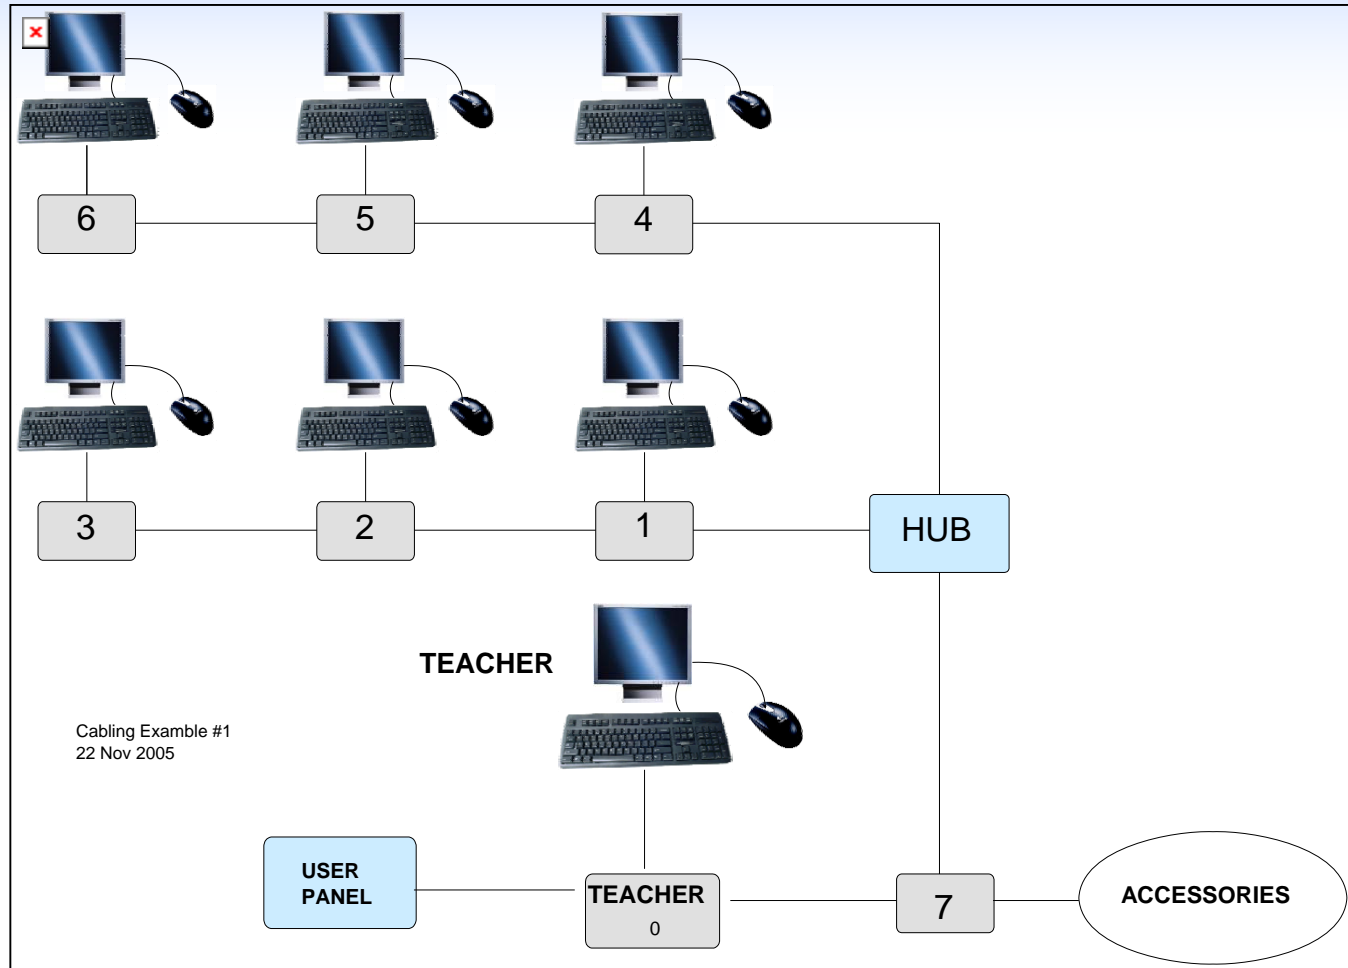 6
5
4
3
2
1
HUB
TEACHER
Cabling Examble #1
22 Nov 2005
USER
PANEL
TEACHER
0
7
ACCESSORIES